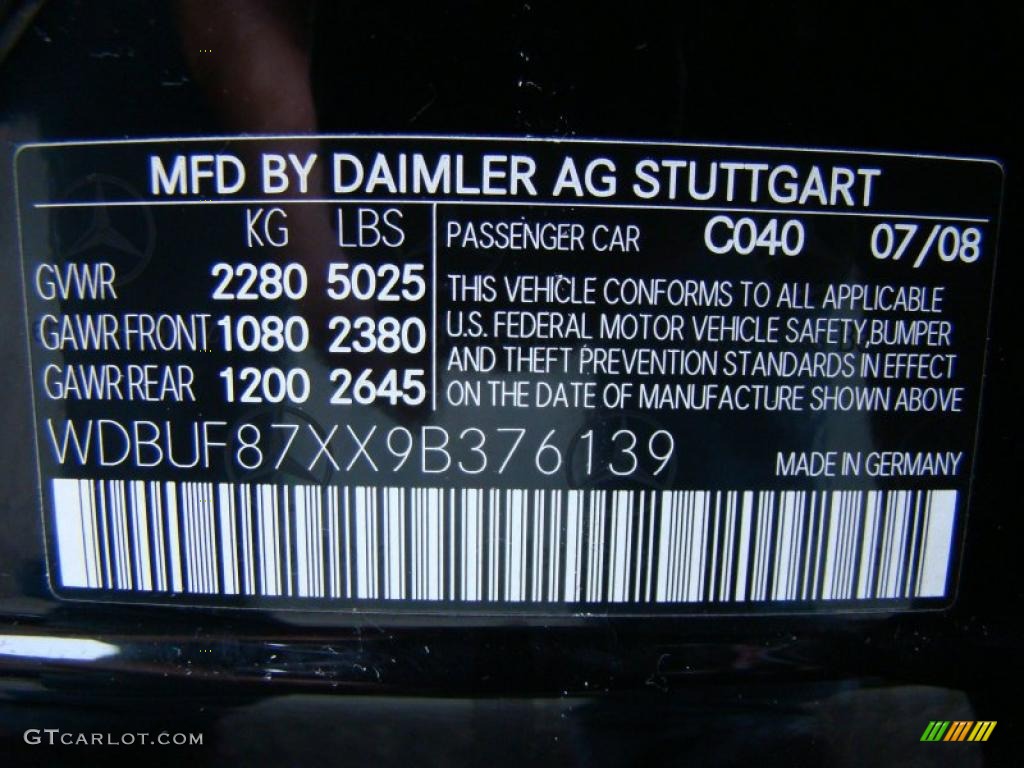 MFD BY DAIMLER AG STUTTGART
KG LBS
GVWR 2280 5025
GAWR FRONT 1080 2380
GAWR REAR 1200 2645
PASSENGER CAR C040 07/08
THIS VEHICLE CONFORMS TO ALL APPLICABLE
U.S. FEDERAL MOTOR VEHICLE SAFETY, BUMPER
AND THEFT PREVENTION STANDARDS IN EFFECT
ON THE DATE OF MANUFACTURE SHOWN ABOVE
WDBUF87XX9B376139
MADE IN GERMANY
GTCARLOT.COM